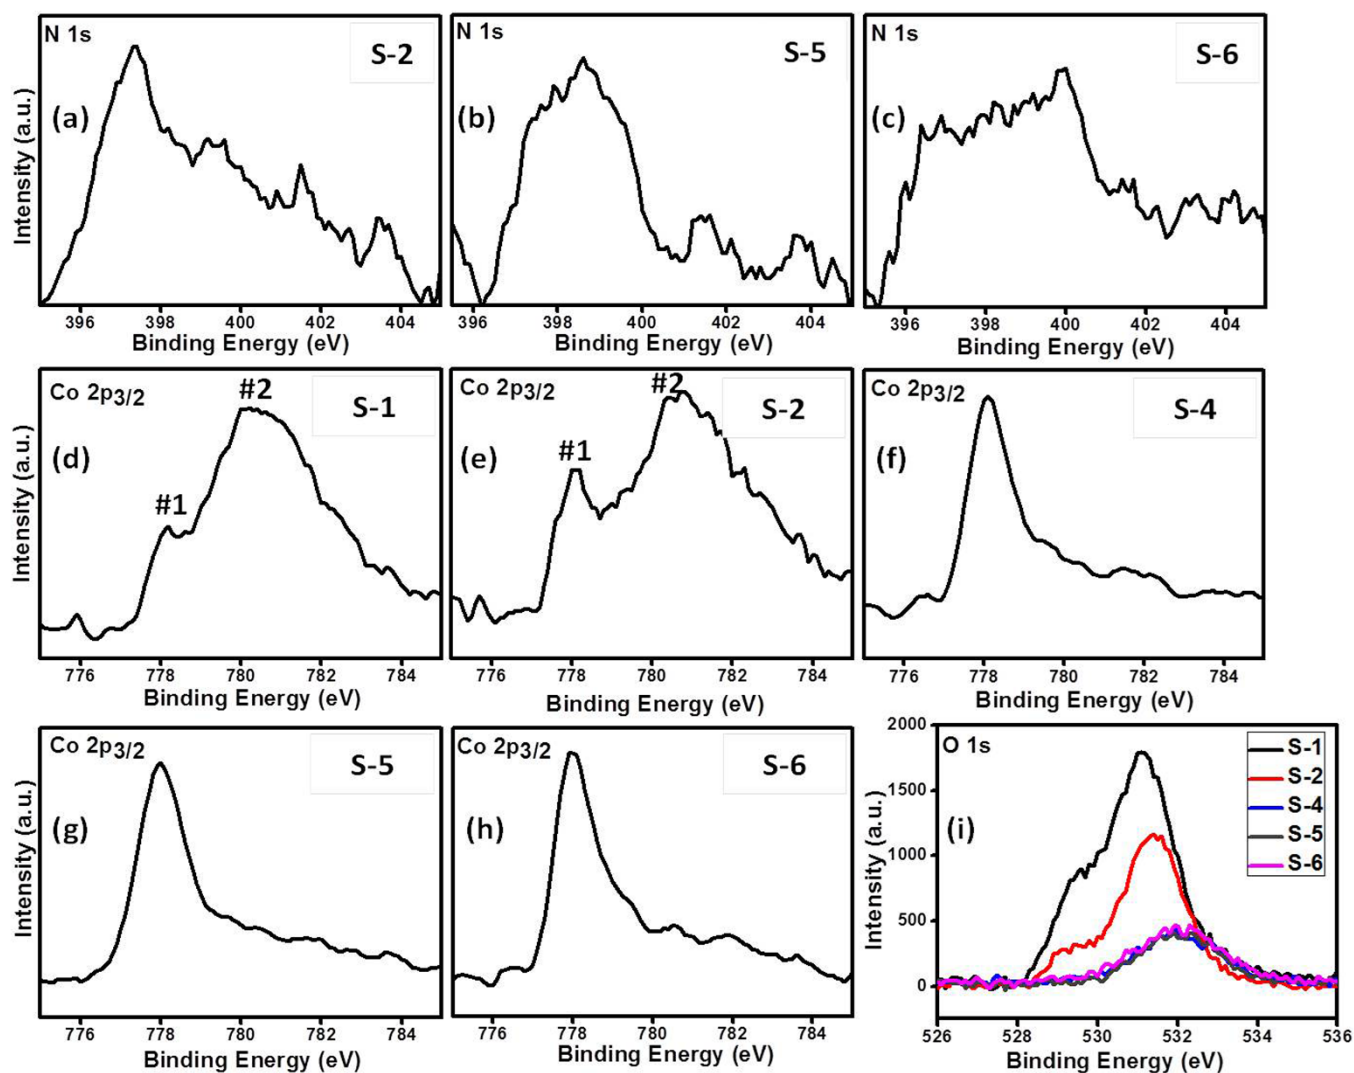 N 1s
S-2
(a)
Intensity (a.u.)
396 398 400 402 404
Binding Energy (eV)
N 1s
S-5
(b)
396 398 400 402 404
Binding Energy (eV)
N 1s
S-6
(c)
396 398 400 402 404
Binding Energy (eV)
Co 2p3/2
#2
S-1
(d)
#1
Intensity (a.u.)
776 778 780 782 784
Binding Energy (eV)
Co 2p3/2
#2
S-2
(e)
#1
776 778 780 782 784
Binding Energy (eV)
Co 2p3/2
S-4
(f)
776 778 780 782 784
Binding Energy (eV)
Co 2p3/2
S-5
(g)
Intensity (a.u.)
776 778 780 782 784
Binding Energy (eV)
Co 2p3/2
S-6
(h)
776 778 780 782 784
Binding Energy (eV)
2000
1500
1000
500
0
O 1s
S-1
S-2
S-4
S-5
S-6
(i)
Intensity (a.u.)
526 528 530 532 534 536
Binding Energy (eV)